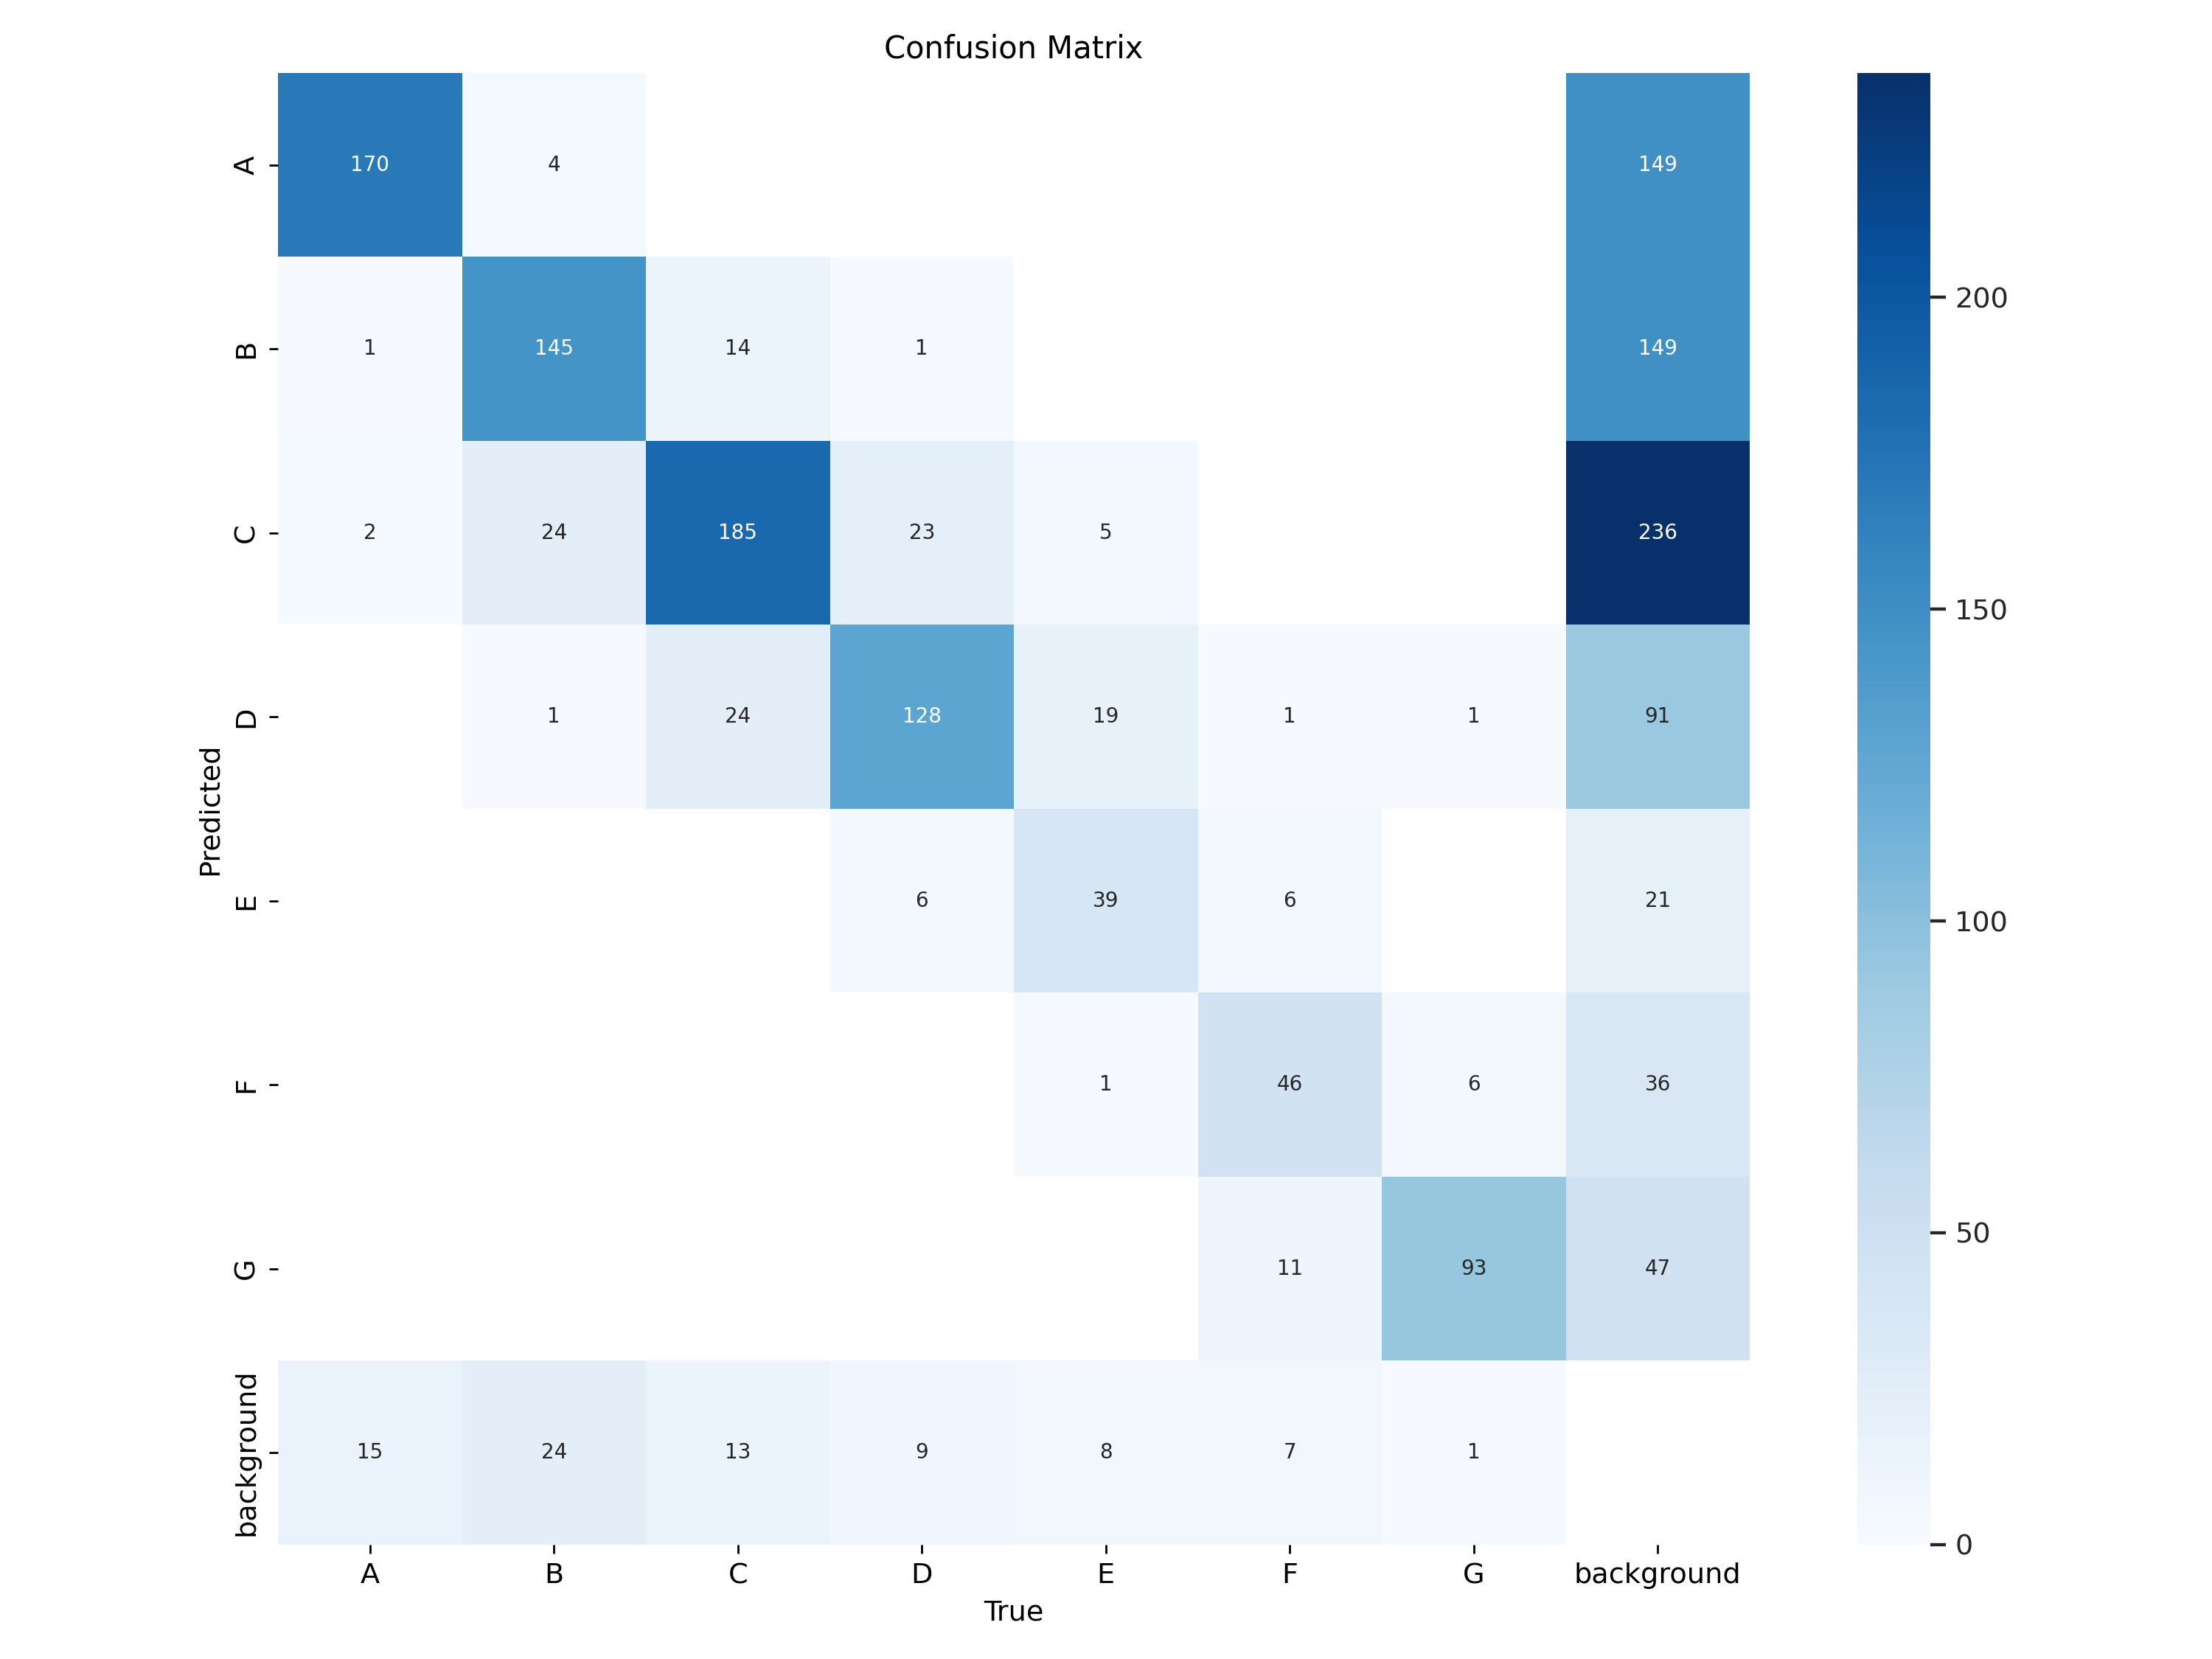 Confusion Matrix
A 170 4 149
B 1 145 14 1 149
200
C 2 24 185 23 5 236
150
D 1 24 128 19 1 1 91
Predicted
E 6 39 6 21
100
F 1 46 6 36
G 11 93 47
50
background 15 24 13 9 8 7 1
0
A B C D E F G background
True